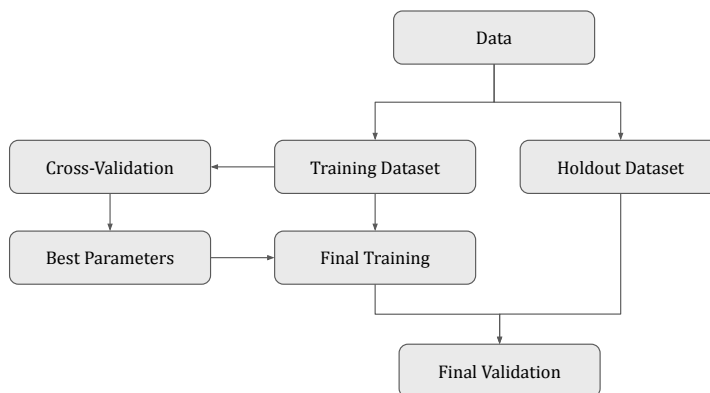 Data
Cross-Validation
Training Dataset
Holdout Dataset
Best Parameters
Final Training
Final Validation